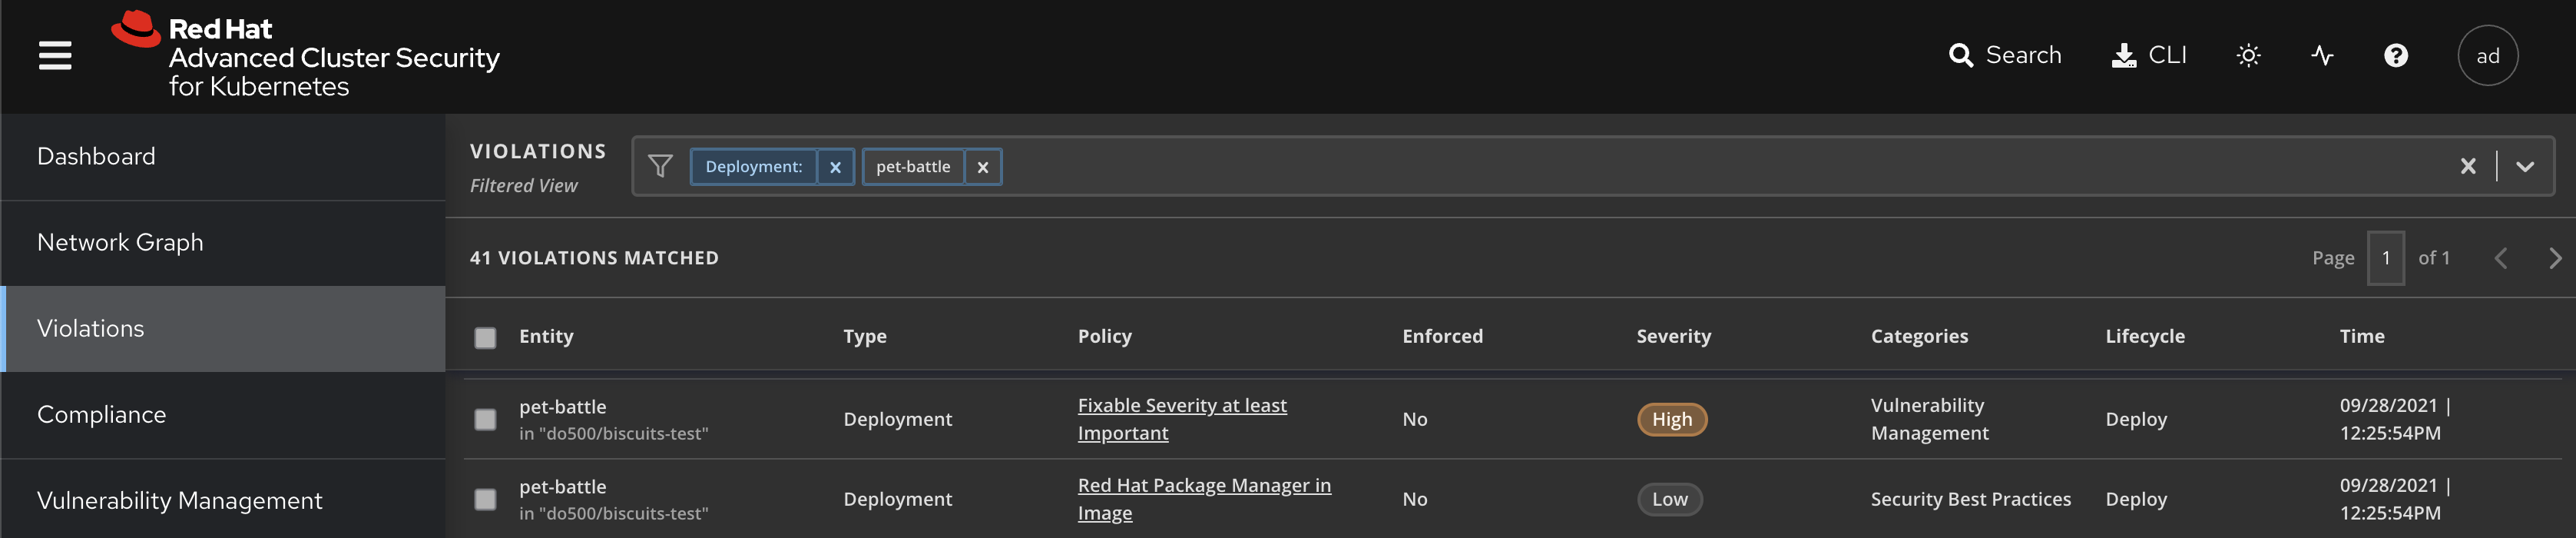 Red Hat
Advanced Cluster Security
for Kubernetes
Search
CLI
ad
Dashboard
Network Graph
Violations
Compliance
Vulnerability Management
VIOLATIONS
Filtered View
Deployment:
pet-battle
41 VIOLATIONS MATCHED
Page 1 of 1
Entity Type Policy Enforced Severity Categories Lifecycle Time
pet-battle
in "do500/biscuits-test"
Deployment
Fixable Severity at least
Important
No
High
Vulnerability
Management
Deploy
09/28/2021 |
12:25:54PM
pet-battle
in "do500/biscuits-test"
Deployment
Red Hat Package Manager in
Image
No
Low
Security Best Practices
Deploy
09/28/2021 |
12:25:54PM